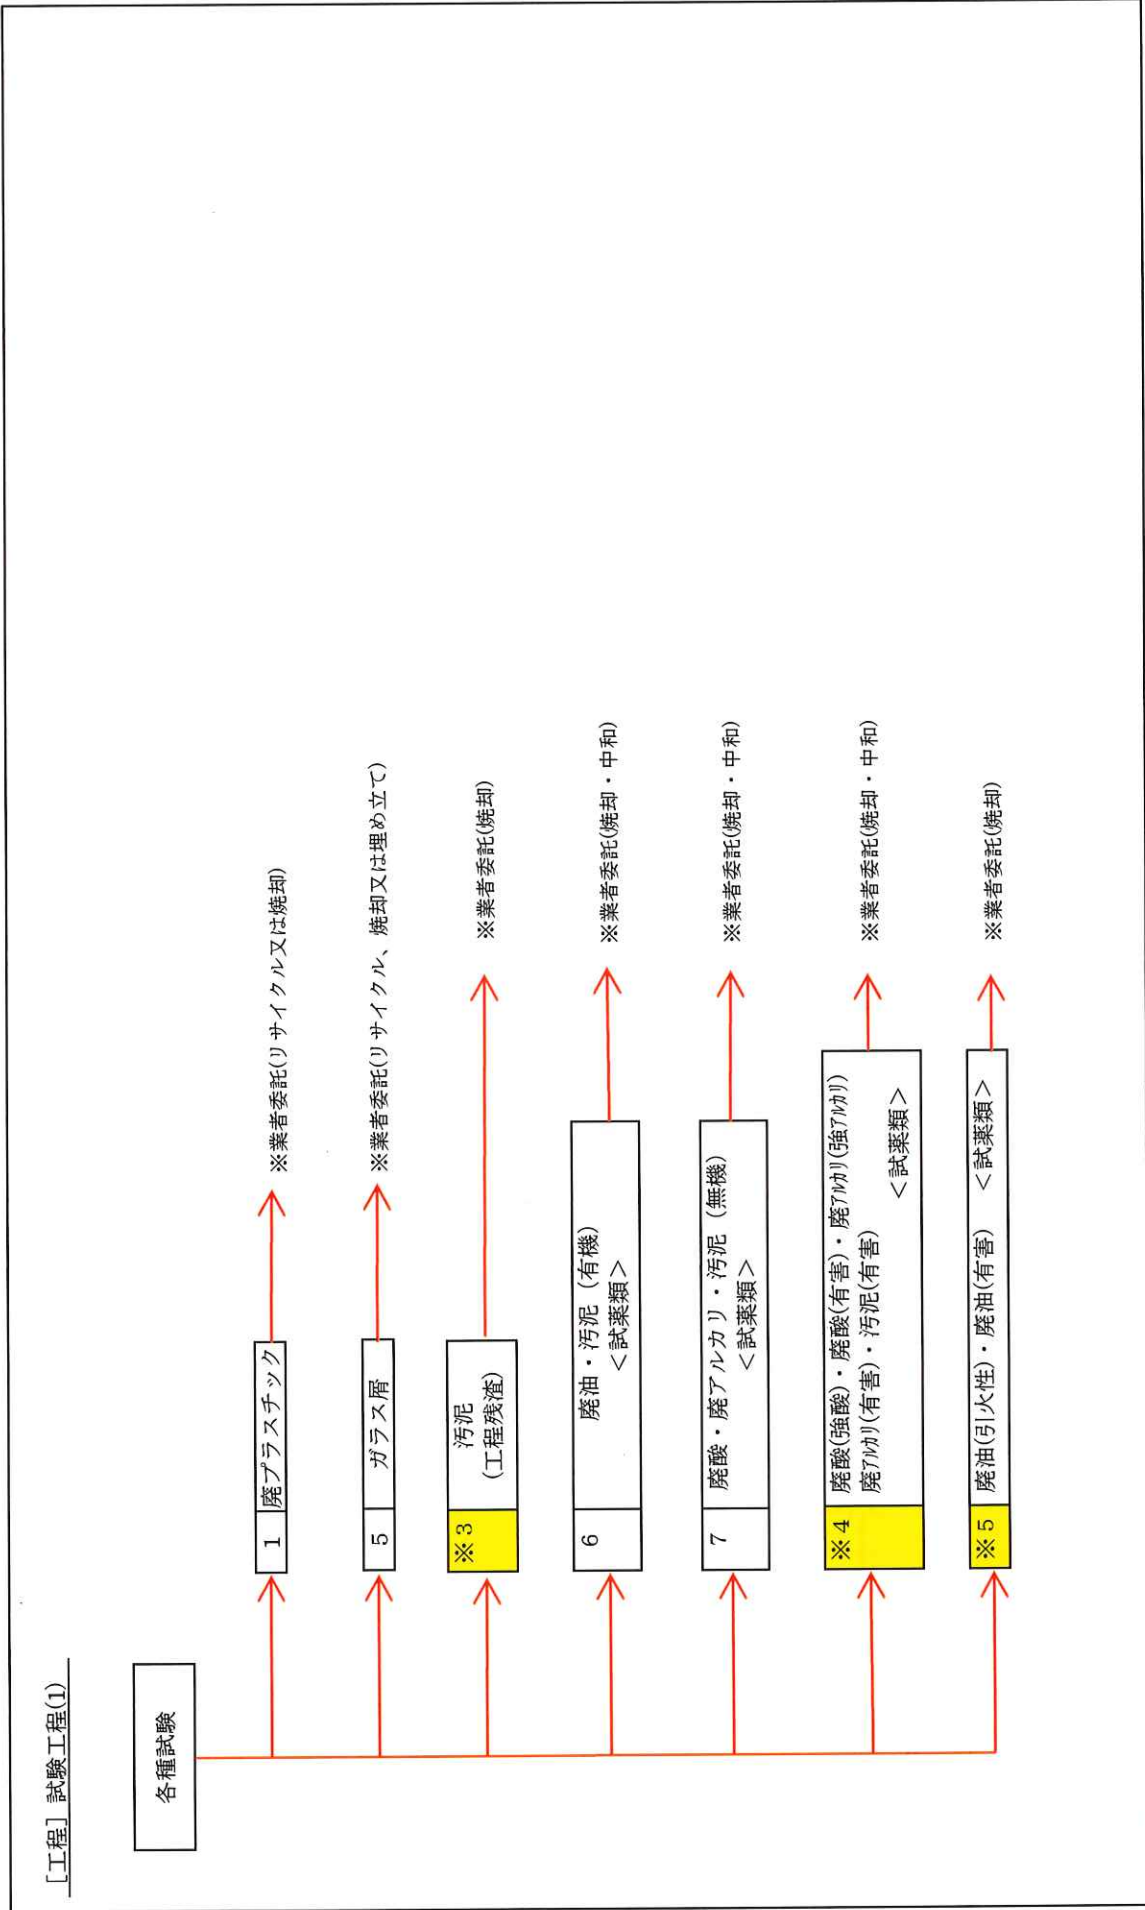 [工程] 試験工程(1)
各種試験
1 廃プラスチック
※業者委託(リサイクル又は焼却)
5 ガラス屑
※業者委託(リサイクル、焼却又は埋め立て)
※3 汚泥
(工程残渣)
※業者委託(焼却)
6 廃油・汚泥 (有機)
<試薬類>
※業者委託(焼却・中和)
7 廃酸・廃アルカリ・汚泥 (無機)
<試薬類>
※業者委託(焼却・中和)
※4 廃酸(強酸)・廃酸(有害)・廃ｱﾙｶﾘ(強ｱﾙｶﾘ)
廃ｱﾙｶﾘ(有害)・汚泥(有害)
<試薬類>
※業者委託(焼却・中和)
※5 廃油(引火性)・廃油(有害) <試薬類>
※業者委託(焼却)